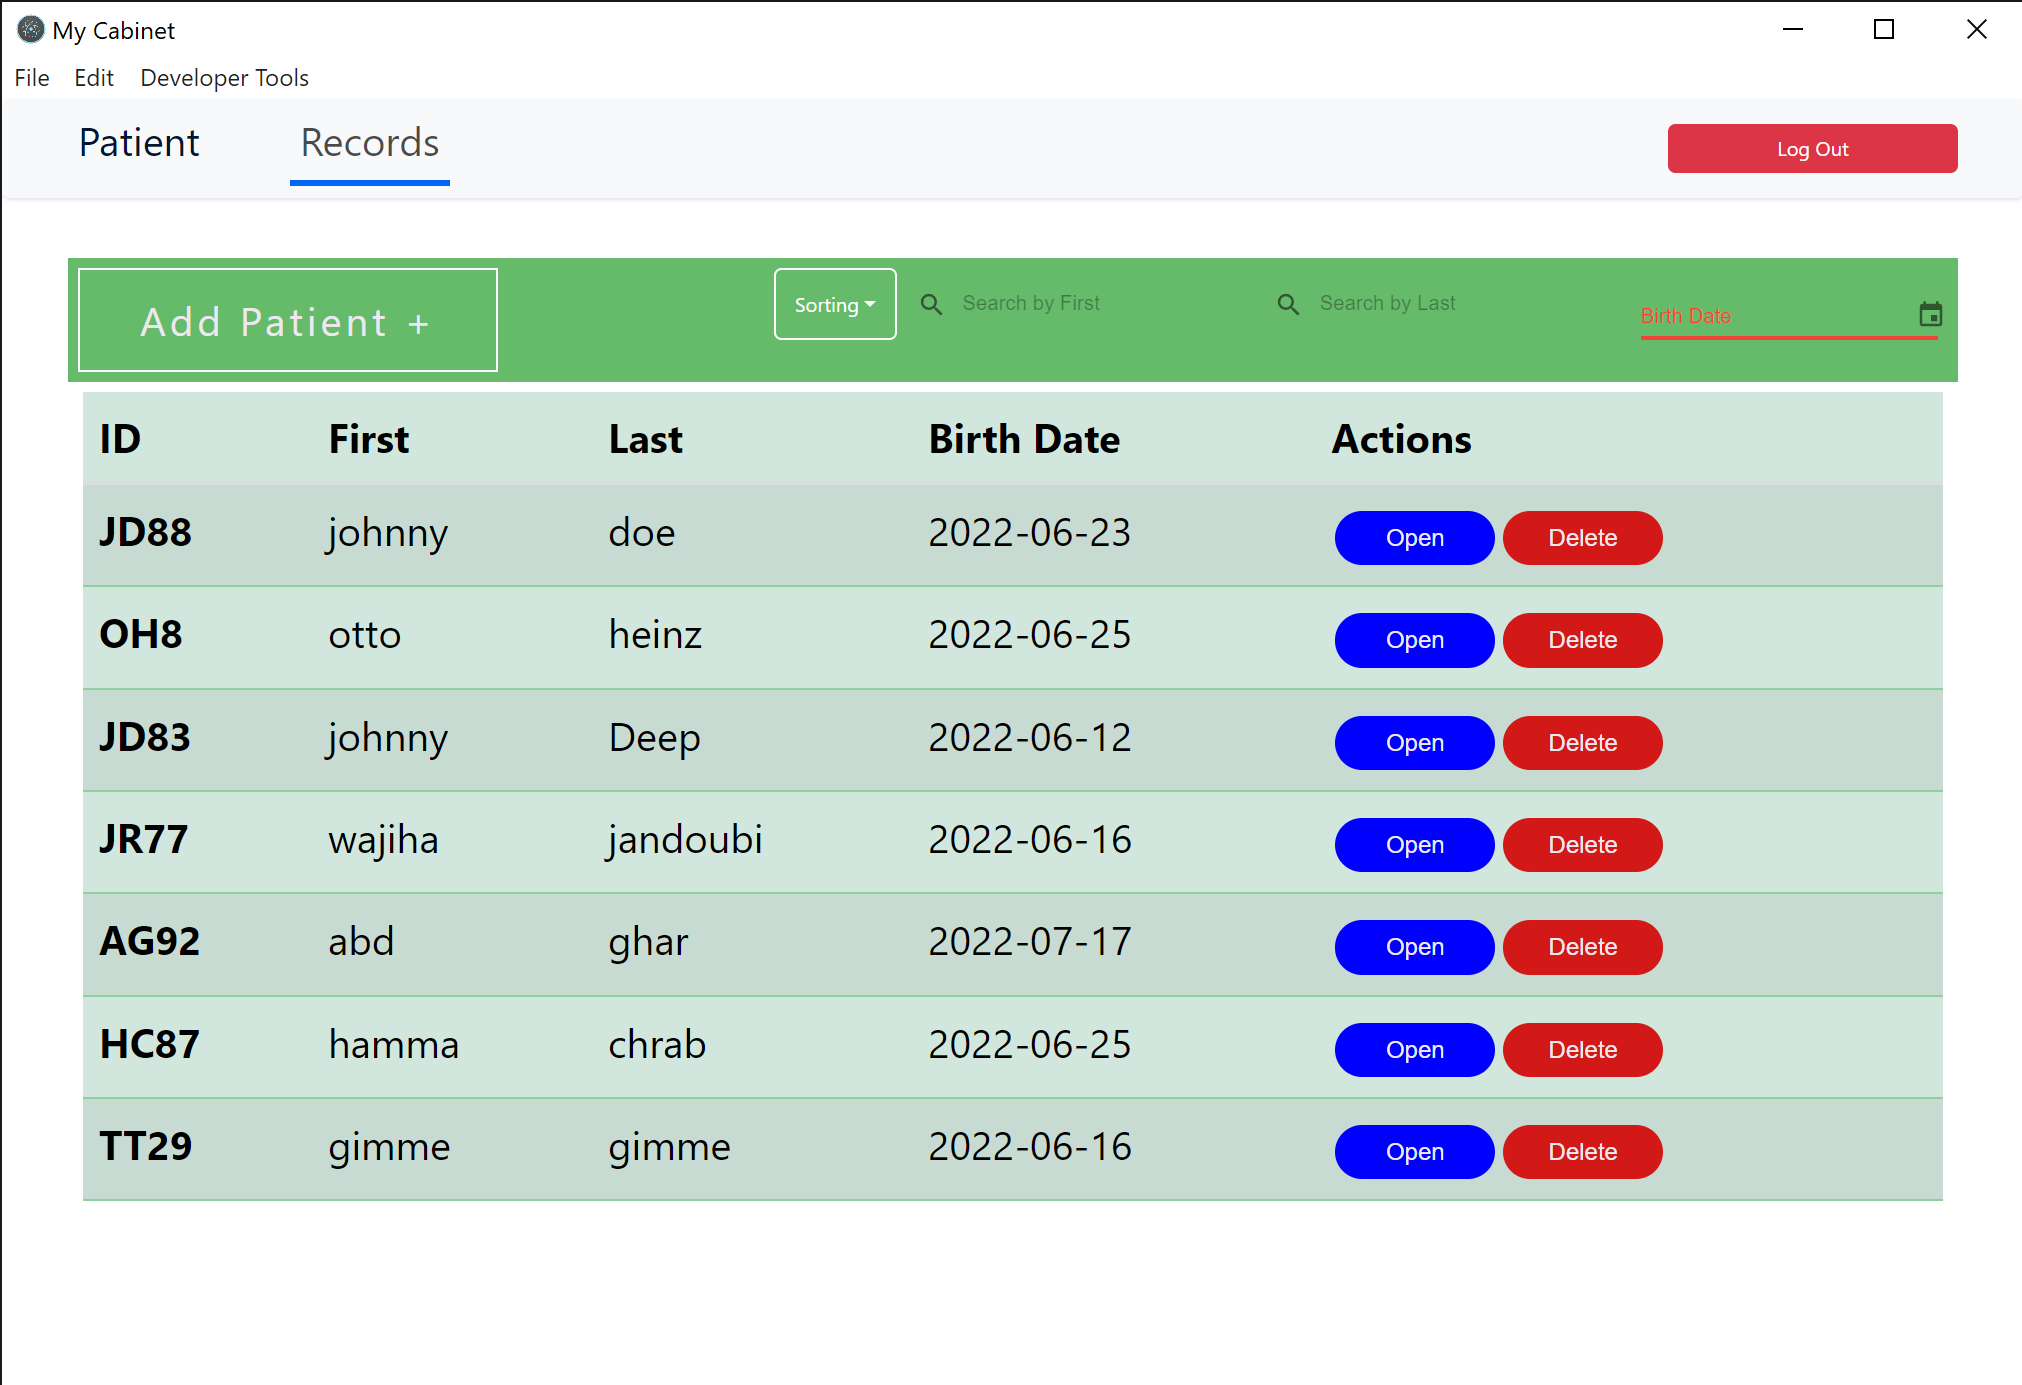 My Cabinet
File Edit Developer Tools
Patient Records Log Out
Add Patient + Sorting Search by First Search by Last Birth Date
ID First Last Birth Date Actions
JD88 johnny doe 2022-06-23 Open Delete
OH8 otto heinz 2022-06-25 Open Delete
JD83 johnny Deep 2022-06-12 Open Delete
JR77 wajiha jandoubi 2022-06-16 Open Delete
AG92 abd ghar 2022-07-17 Open Delete
HC87 hamma chrab 2022-06-25 Open Delete
TT29 gimme gimme 2022-06-16 Open Delete